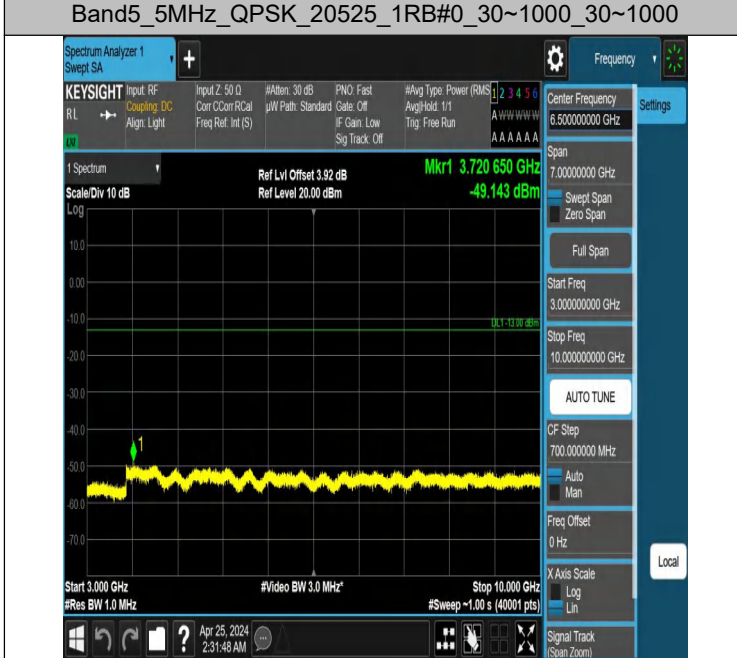 Band5_5MHz_QPSK_20525_1RB#0_30~1000_30~1000
Spectrum Analyzer 1
Swept SA
+
Frequency
KEYSIGHT
RL
Input: RF
Coupling: DC
Align: Light
Input Z: 50 Ω
Corr CCorr RCal
Freq Ref: Int (S)
#Atten: 30 dB
µW Path: Standard
PNO: Fast
Gate: Off
IF Gain: Low
Sig Track: Off
#Avg Type: Power (RMS
Avg|Hold: 1/1
Trig: Free Run
1 2 3 4 5 6
A W W W W W
A A A A A A
Settings
Center Frequency
6.500000000 GHz
Span
7.00000000 GHz
Swept Span
Zero Span
Full Span
Start Freq
3.000000000 GHz
Stop Freq
10.000000000 GHz
AUTO TUNE
CF Step
700.000000 MHz
Auto
Man
Freq Offset
0 Hz
X Axis Scale
Log
Lin
Signal Track
(Span Zoom)
Local
1 Spectrum
Scale/Div 10 dB
Log
Ref Lvl Offset 3.92 dB
Ref Level 20.00 dBm
Mkr1 3.720 650 GHz
-49.143 dBm
10.0
0.00
-10.0
DL1 -13.00 dBm
-20.0
-30.0
-40.0
1
-50.0
-60.0
-70.0
Start 3.000 GHz
#Video BW 3.0 MHz*
Stop 10.000 GHz
#Res BW 1.0 MHz
#Sweep ~1.00 s (40001 pts)
?
Apr 25, 2024
2:31:48 AM